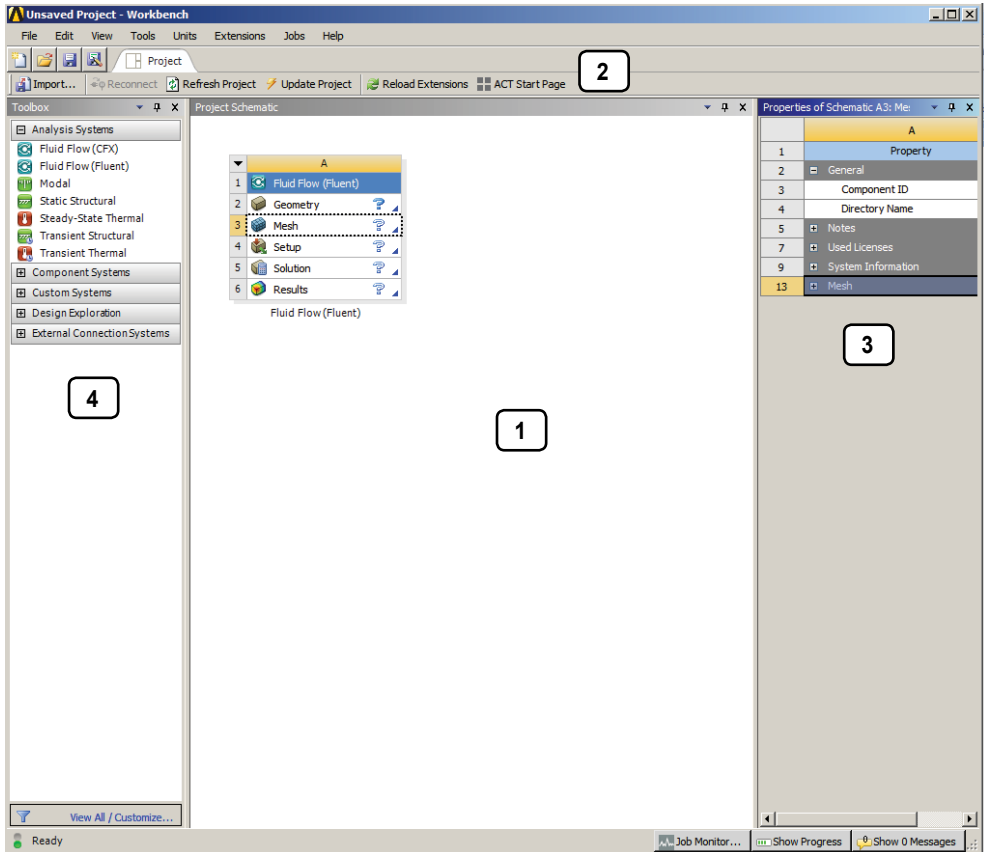 Unsaved Project - Workbench
File Edit View Tools Units Extensions Jobs Help
Project
Import... Reconnect Refresh Project Update Project Reload Extensions ACT Start Page
2
Toolbox
Analysis Systems
Fluid Flow (CFX)
Fluid Flow (Fluent)
Modal
Static Structural
Steady-State Thermal
Transient Structural
Transient Thermal
Component Systems
Custom Systems
Design Exploration
External Connection Systems
4
View All / Customize...
Project Schematic
A
1 Fluid Flow (Fluent)
2 Geometry ?
3 Mesh ?
4 Setup ?
5 Solution ?
6 Results ?
Fluid Flow (Fluent)
1
Properties of Schematic A3: Me
A
1 Property
2 General
3 Component ID
4 Directory Name
5 Notes
7 Used Licenses
9 System Information
13 Mesh
3
Ready
Job Monitor... Show Progress Show 0 Messages